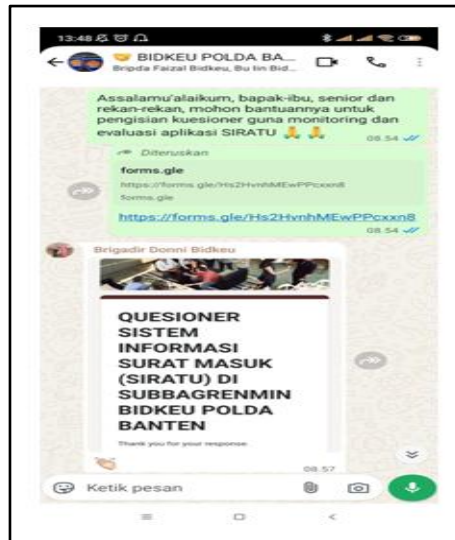 13:48
BIDKEU POLDA BA...
Bripda Faizal Bidkeu, Bu Iin Bid...
Assalamu'alaikum, bapak-ibu, senior dan
rekan-rekan, mohon bantuannya untuk
pengisian kuesioner guna monitoring dan
evaluasi aplikasi SIRATU
08.54
Diteruskan
forms.gle
https://forms.gle/Hs2HvnhMEwPPcxxn8
forms.gle
https://forms.gle/Hs2HvnhMEwPPcxxn8
08.54
Brigadir Donni Bidkeu
QUESIONER
SISTEM
INFORMASI
SURAT MASUK
(SIRATU) DI
SUBBAGRENMIN
BIDKEU POLDA
BANTEN
Thank you for your response.
08.57
Ketik pesan